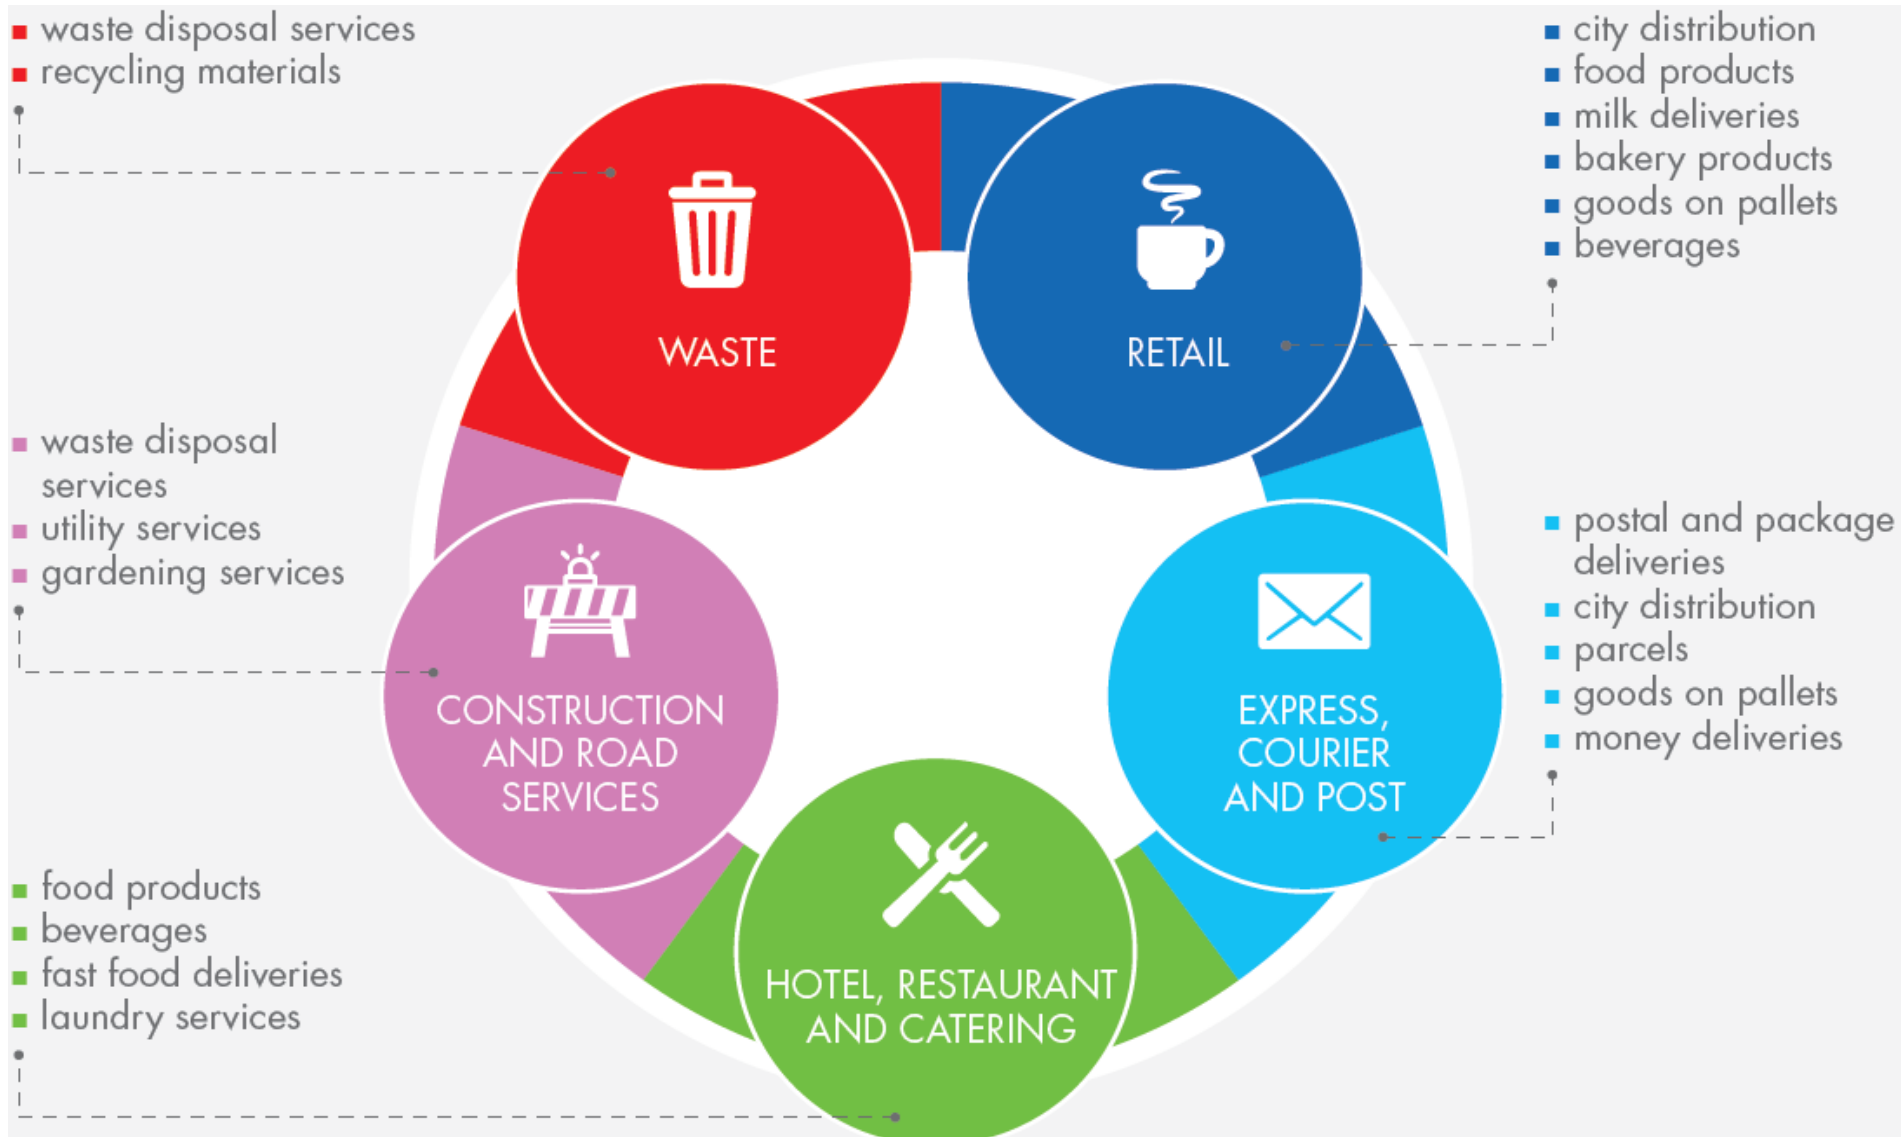 waste disposal services
recycling materials
WASTE
RETAIL
city distribution
food products
milk deliveries
bakery products
goods on pallets
beverages
waste disposal
services
utility services
gardening services
CONSTRUCTION
AND ROAD
SERVICES
EXPRESS,
COURIER
AND POST
postal and package
deliveries
city distribution
parcels
goods on pallets
money deliveries
food products
beverages
fast food deliveries
laundry services
HOTEL, RESTAURANT
AND CATERING